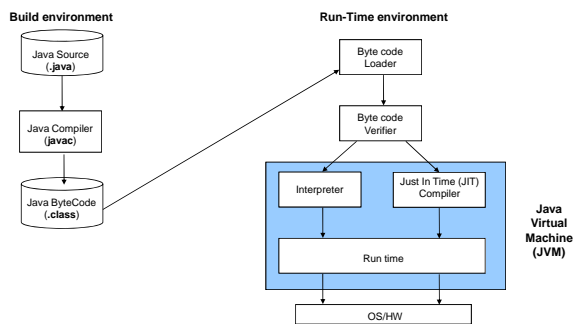 Build environment
Run-Time environment
Java Source
(.java)
Java Compiler
(javac)
Java ByteCode
(.class)
Byte code
Loader
Byte code
Verifier
Interpreter
Just In Time (JIT)
Compiler
Run time
Java
Virtual
Machine
(JVM)
OS/HW